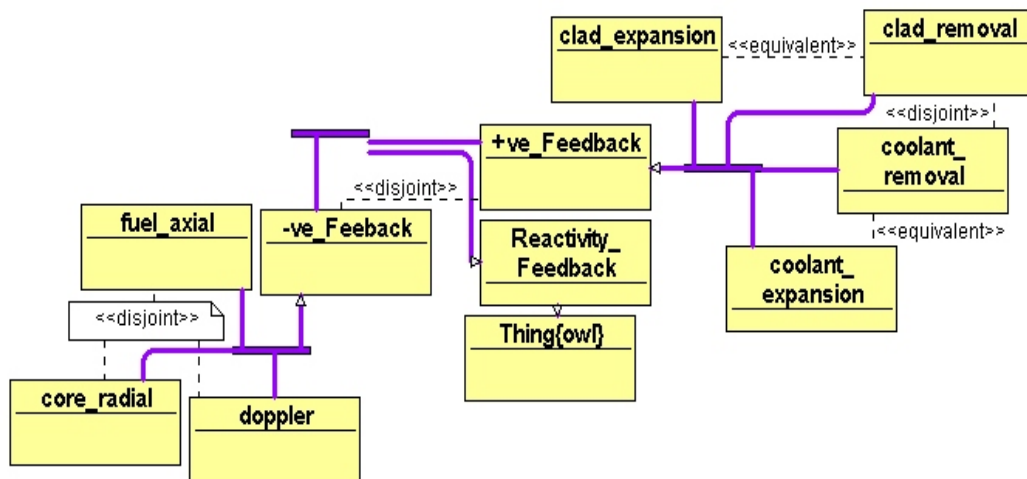 clad_expansion
<<equivalent>>
clad_removal
<<disjoint>>
+ve_Feedback
coolant_
removal
<<disjoint>>
fuel_axial
-ve_Feeback
Reactivity_
Feedback
<<equivalent>>
coolant_
expansion
<<disjoint>>
Thing{owl}
core_radial
doppler